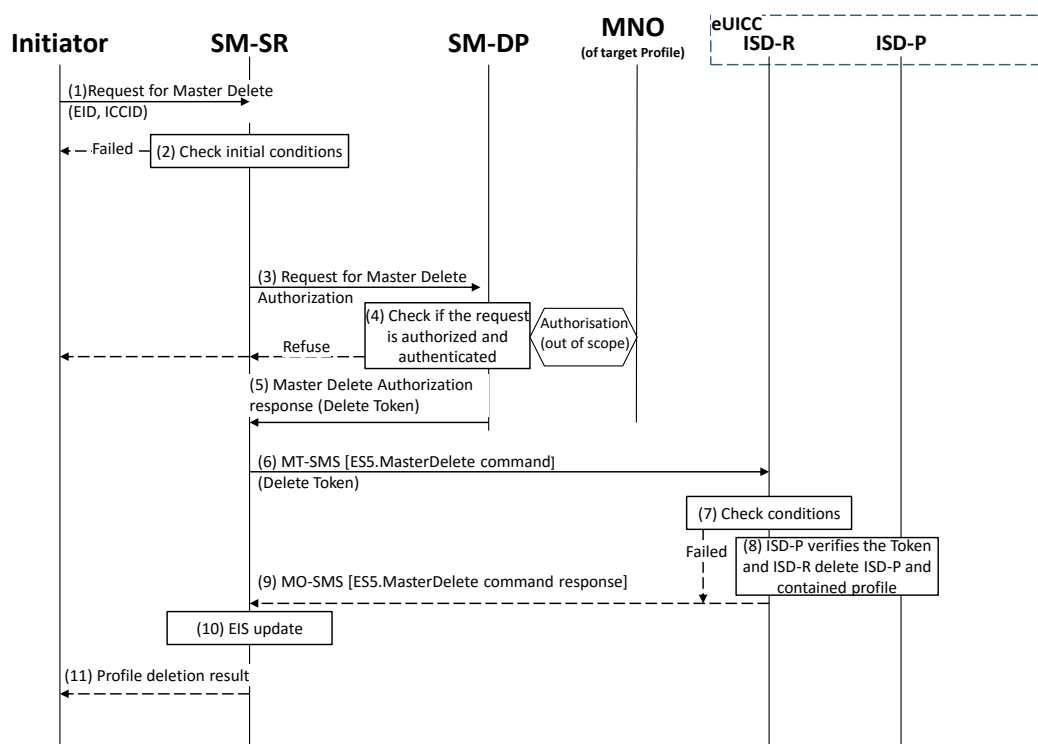 Initiator
SM-SR
SM-DP
MNO
(of target Profile)
eUICC
ISD-R
ISD-P
(1)Request for Master Delete
(EID, ICCID)
Failed
(2) Check initial conditions
(3) Request for Master Delete
Authorization
(4) Check if the request
is authorized and
authenticated
Authorisation
(out of scope)
Refuse
(5) Master Delete Authorization
response (Delete Token)
(6) MT-SMS [ES5.MasterDelete command]
(Delete Token)
(7) Check conditions
Failed
(8) ISD-P verifies the Token
and ISD-R delete ISD-P and
contained profile
(9) MO-SMS [ES5.MasterDelete command response]
(10) EIS update
(11) Profile deletion result